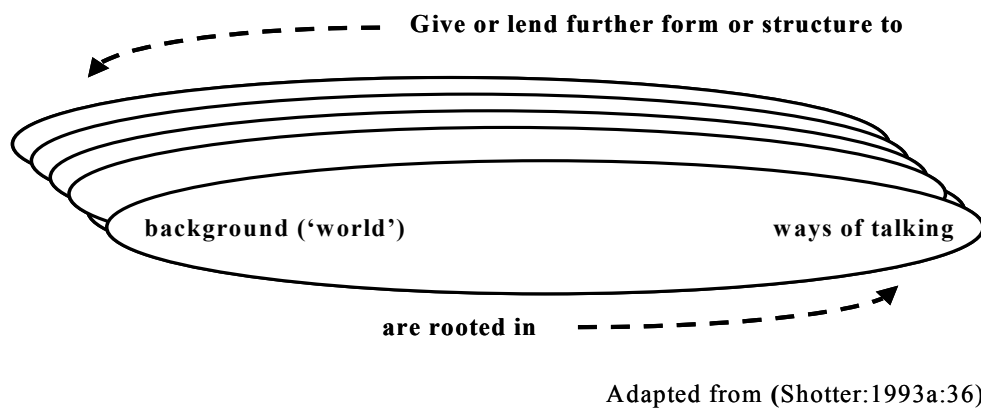 Give or lend further form or structure to
background (‘world’) ways of talking
are rooted in
Adapted from (Shotter:1993a:36)